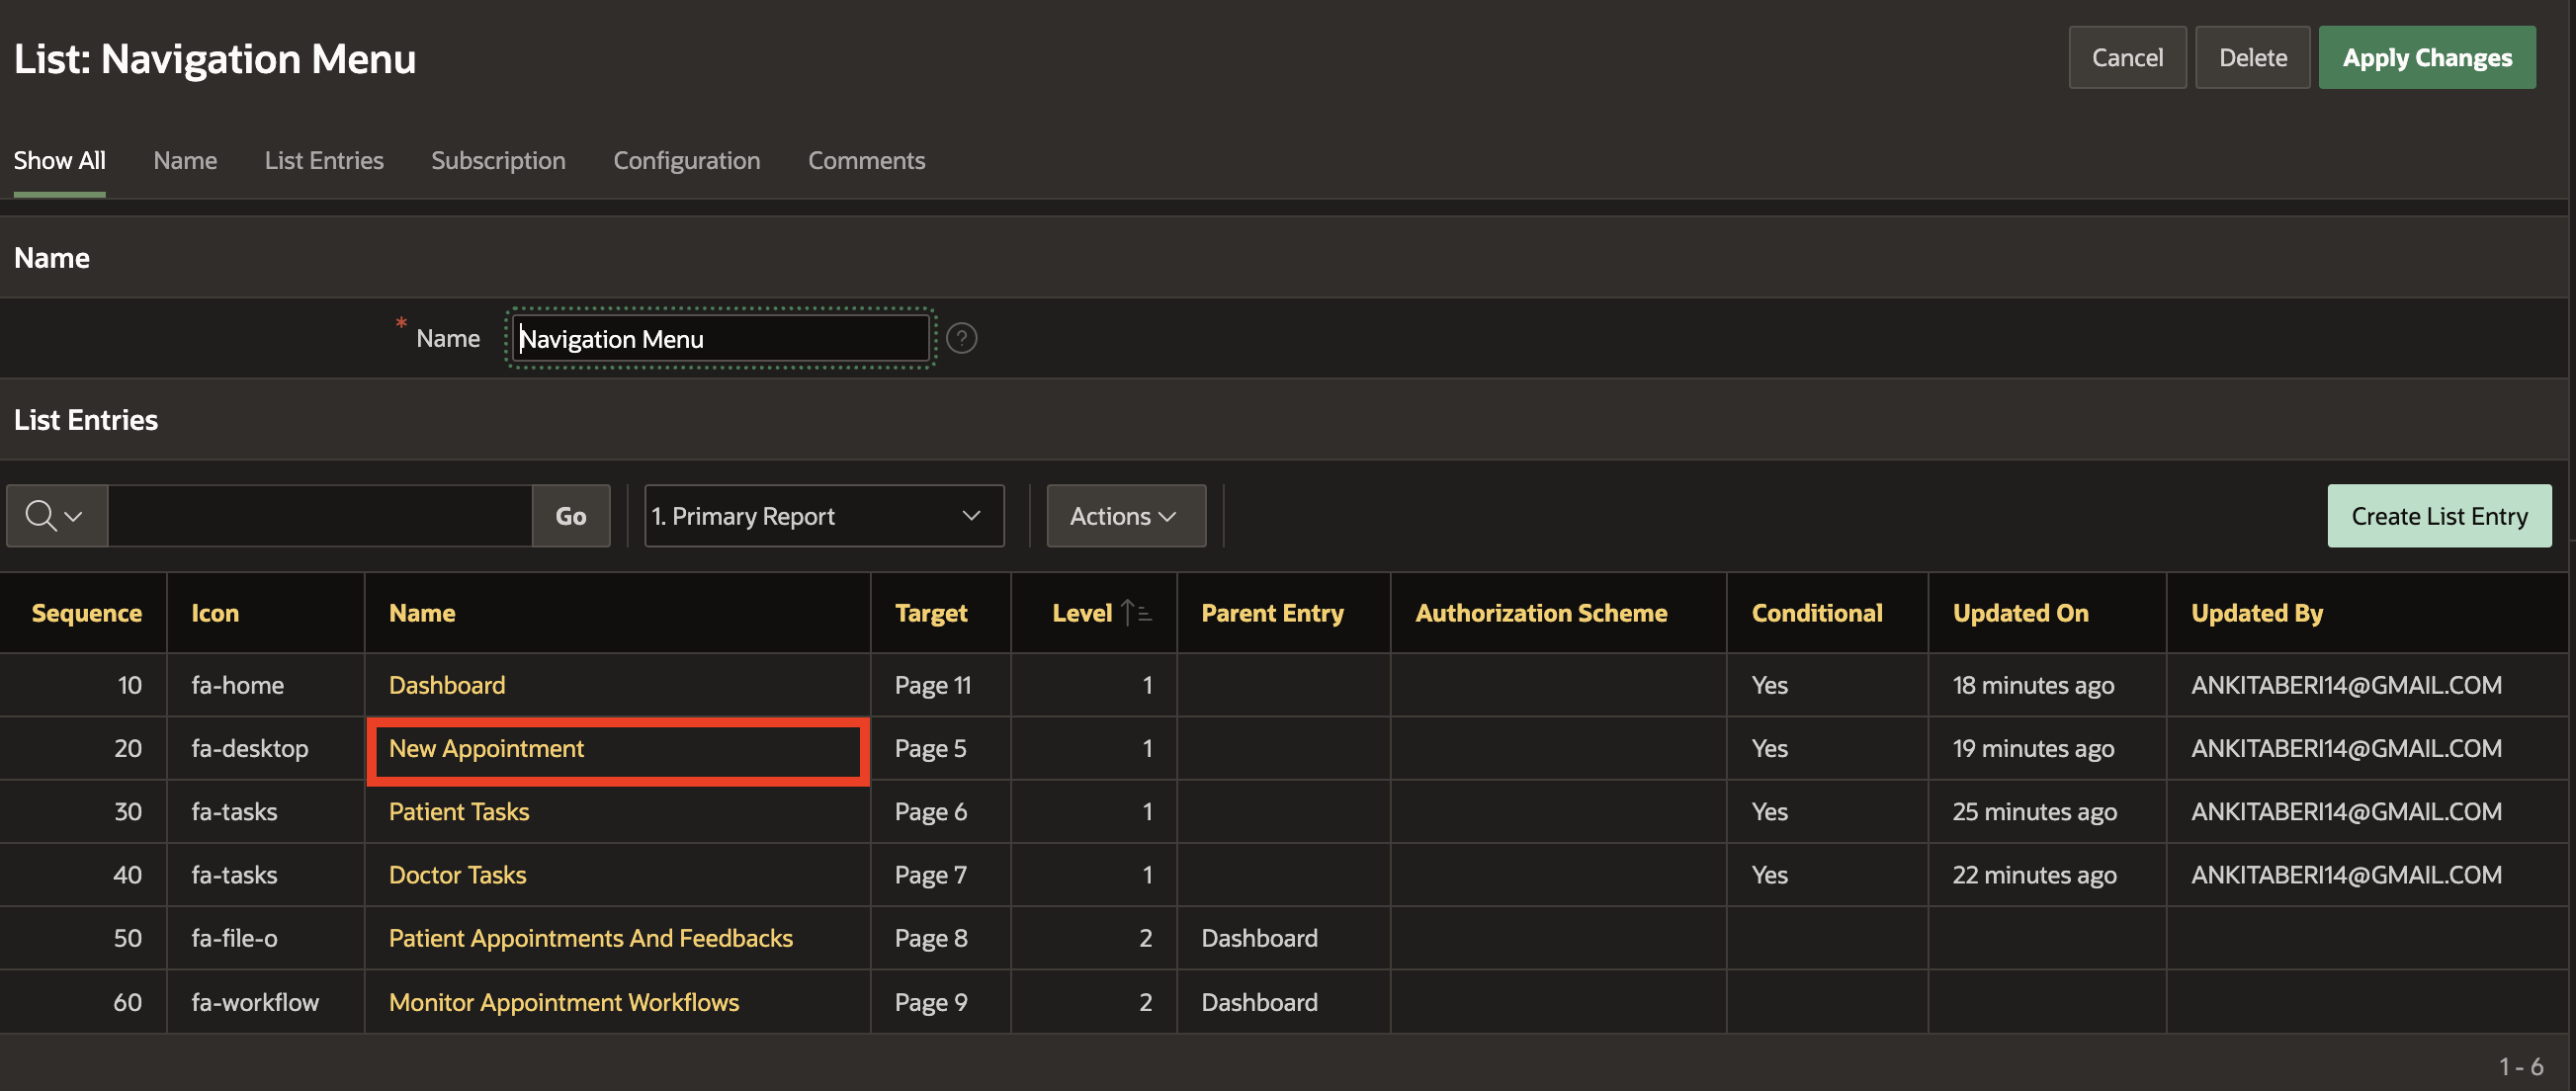 List: Navigation Menu
Cancel Delete Apply Changes
Show All Name List Entries Subscription Configuration Comments
Name
* Name Navigation Menu ?
List Entries
Go 1. Primary Report Actions Create List Entry
Sequence Icon Name Target Level Parent Entry Authorization Scheme Conditional Updated On Updated By
10 fa-home Dashboard Page 11 1 Yes 18 minutes ago ANKITABERI14@GMAIL.COM
20 fa-desktop New Appointment Page 5 1 Yes 19 minutes ago ANKITABERI14@GMAIL.COM
30 fa-tasks Patient Tasks Page 6 1 Yes 25 minutes ago ANKITABERI14@GMAIL.COM
40 fa-tasks Doctor Tasks Page 7 1 Yes 22 minutes ago ANKITABERI14@GMAIL.COM
50 fa-file-o Patient Appointments And Feedbacks Page 8 2 Dashboard
60 fa-workflow Monitor Appointment Workflows Page 9 2 Dashboard
1 - 6